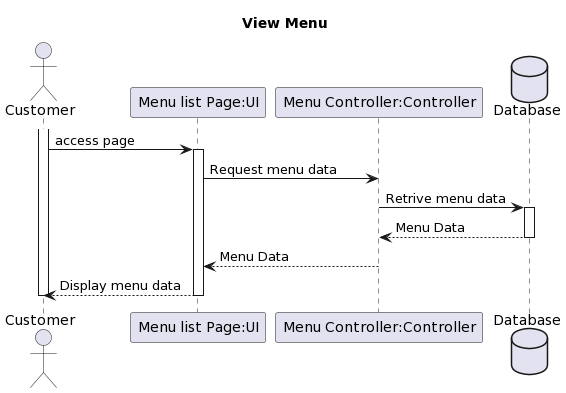 View Menu
Customer
Menu list Page:UI
Menu Controller:Controller
Database
access page
Request menu data
Retrive menu data
Menu Data
Menu Data
Display menu data
Customer
Menu list Page:UI
Menu Controller:Controller
Database